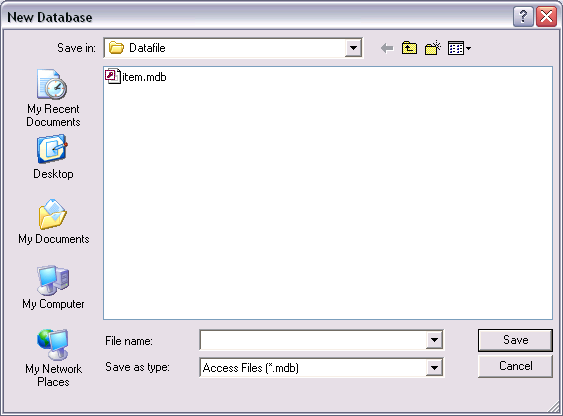 New Database
Save in: Datafile
item.mdb
My Recent
Documents
Desktop
My Documents
My Computer
My Network
Places
File name:
Save
Save as type: Access Files (*.mdb)
Cancel